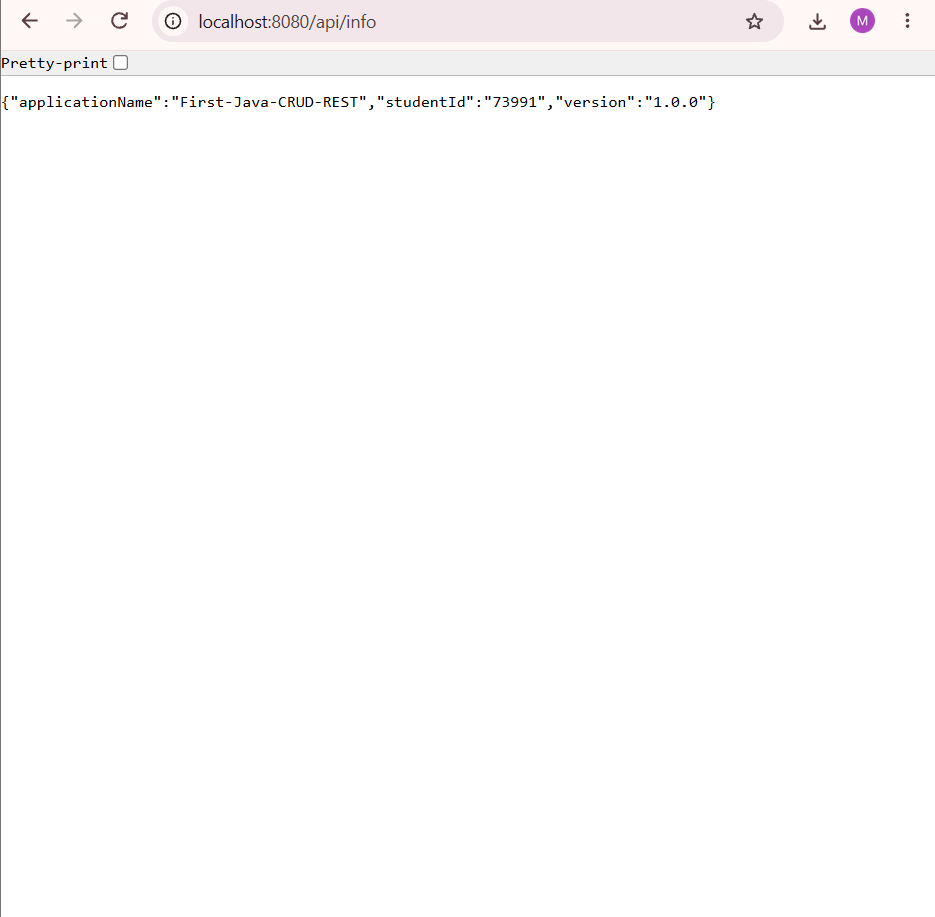 localhost:8080/api/info
M
Pretty-print
{"applicationName":"First-Java-CRUD-REST","studentId":"73991","version":"1.0.0"}